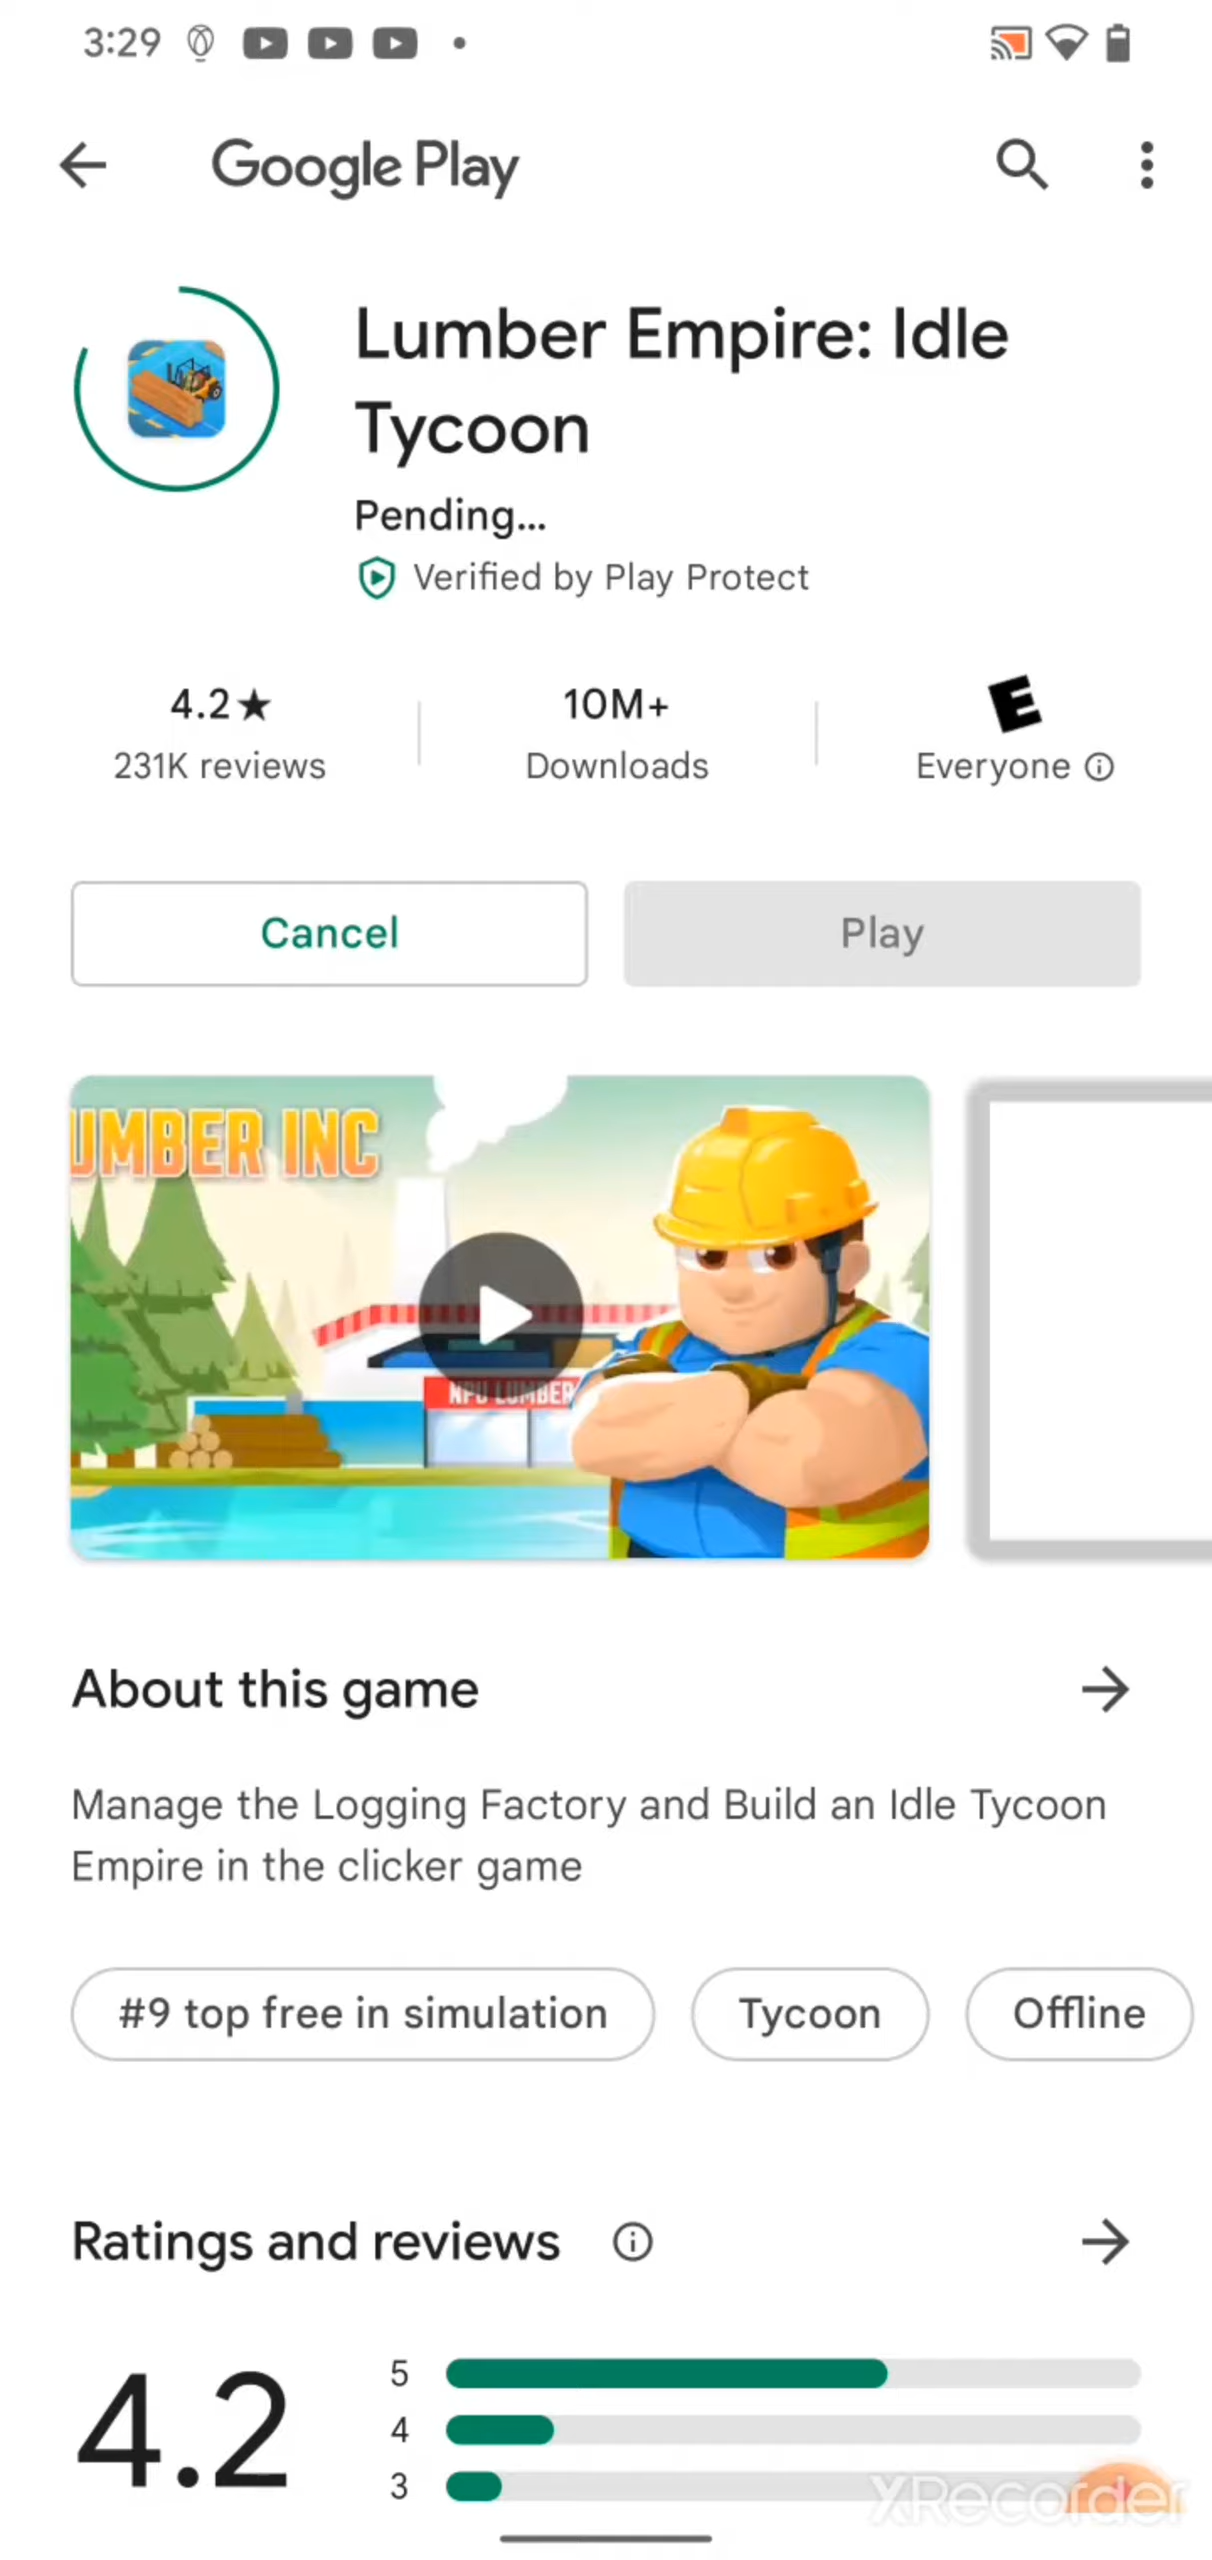 3:29
Google Play
Lumber Empire: Idle
Tycoon
Pending...
Verified by Play Protect
4.2★
231K reviews
10M+
Downloads
E
Everyone
Cancel
Play
UMBER INC
NPU LUMBER
About this game
Manage the Logging Factory and Build an Idle Tycoon
Empire in the clicker game
#9 top free in simulation
Tycoon
Offline
Ratings and reviews
4.2
5
4
3
XRecorder